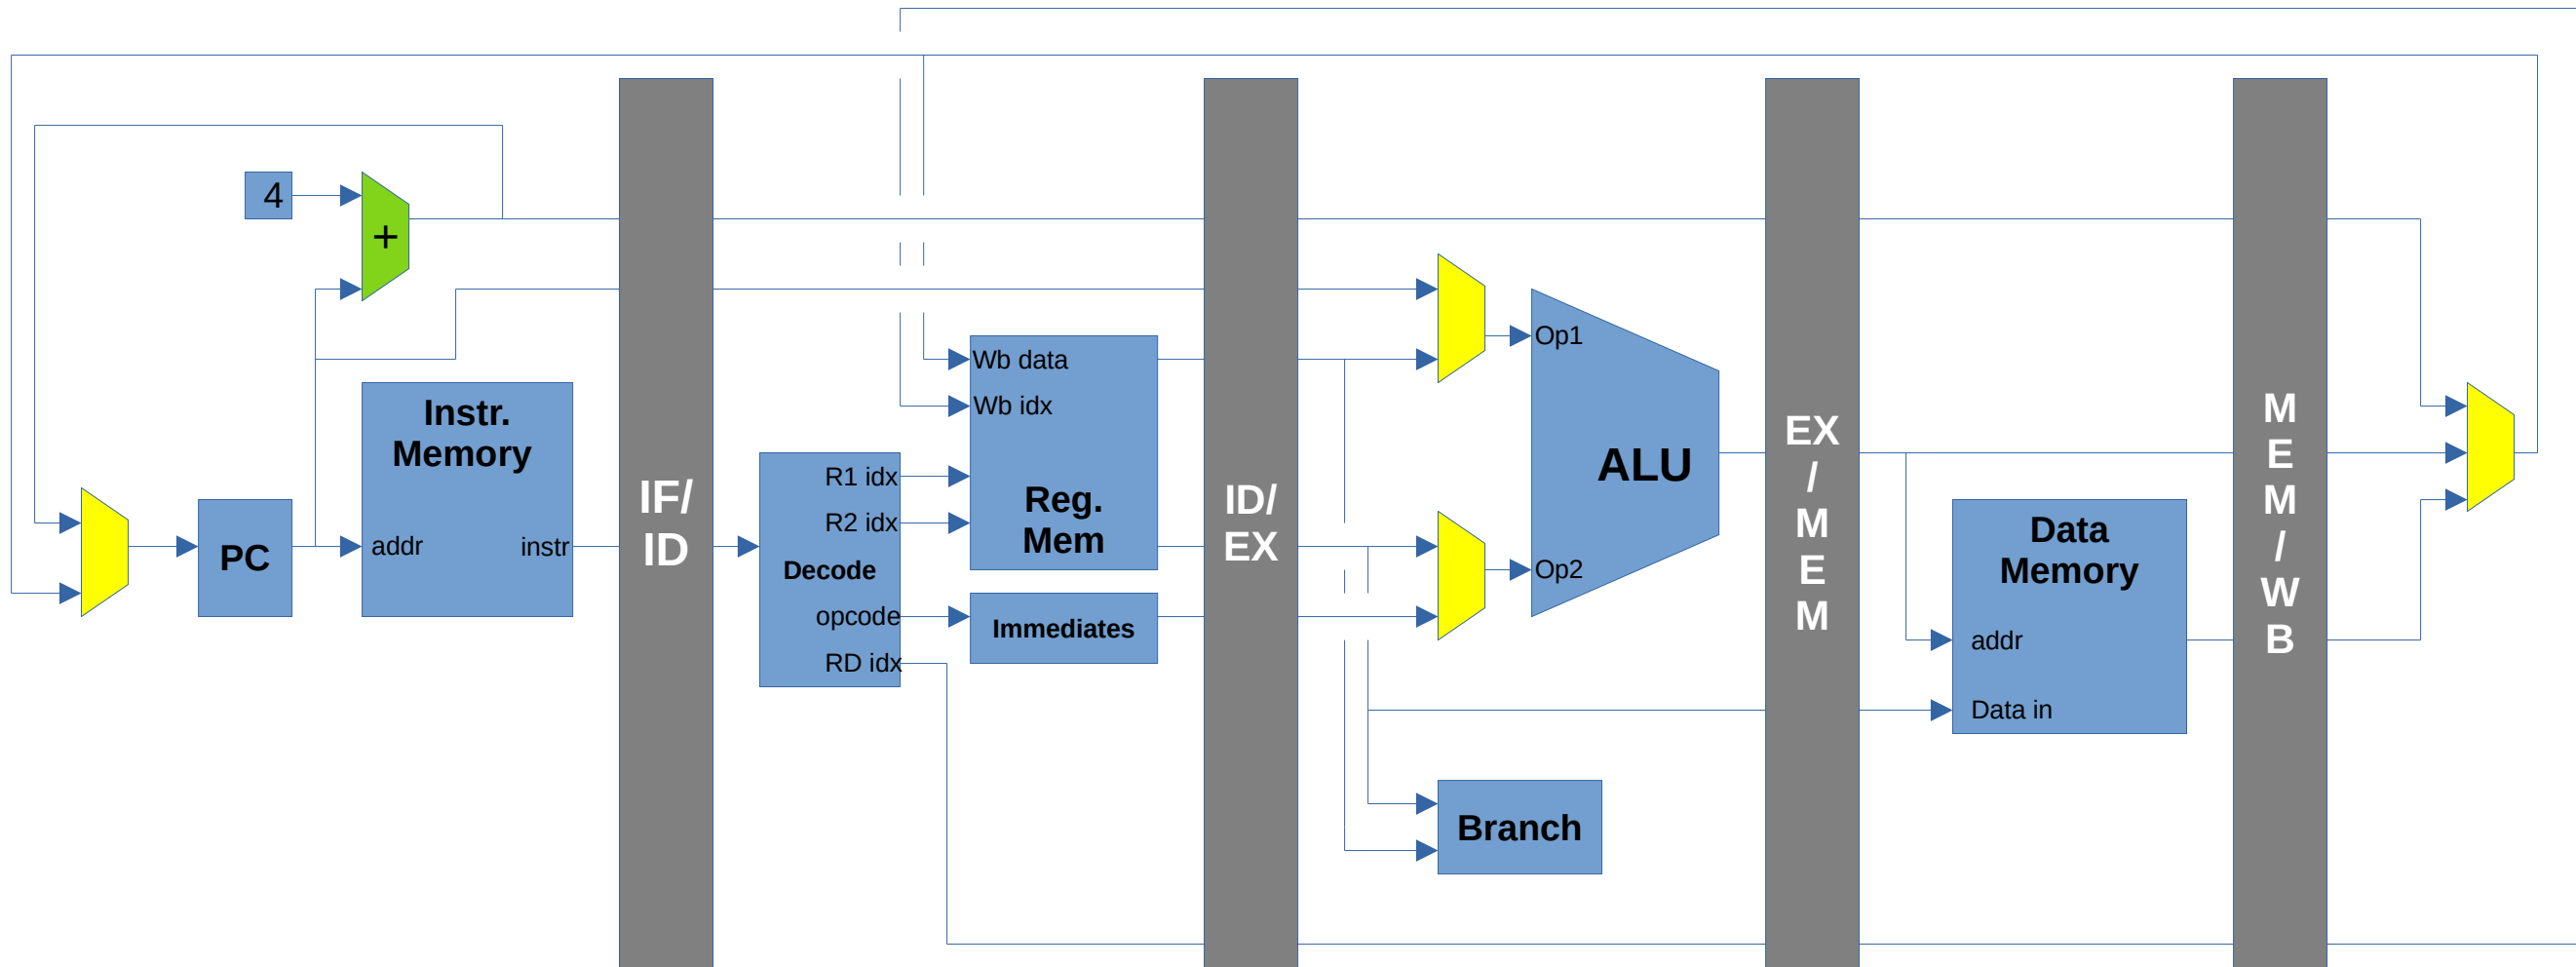 4
+
PC
Instr.
Memory
addr
instr
IF/
ID
R1 idx
R2 idx
Decode
opcode
RD idx
Wb data
Wb idx
Reg.
Mem
Immediates
ID/
EX
Op1
ALU
Op2
Branch
EX
/
M
E
M
Data
Memory
addr
Data in
M
E
M
/
W
B